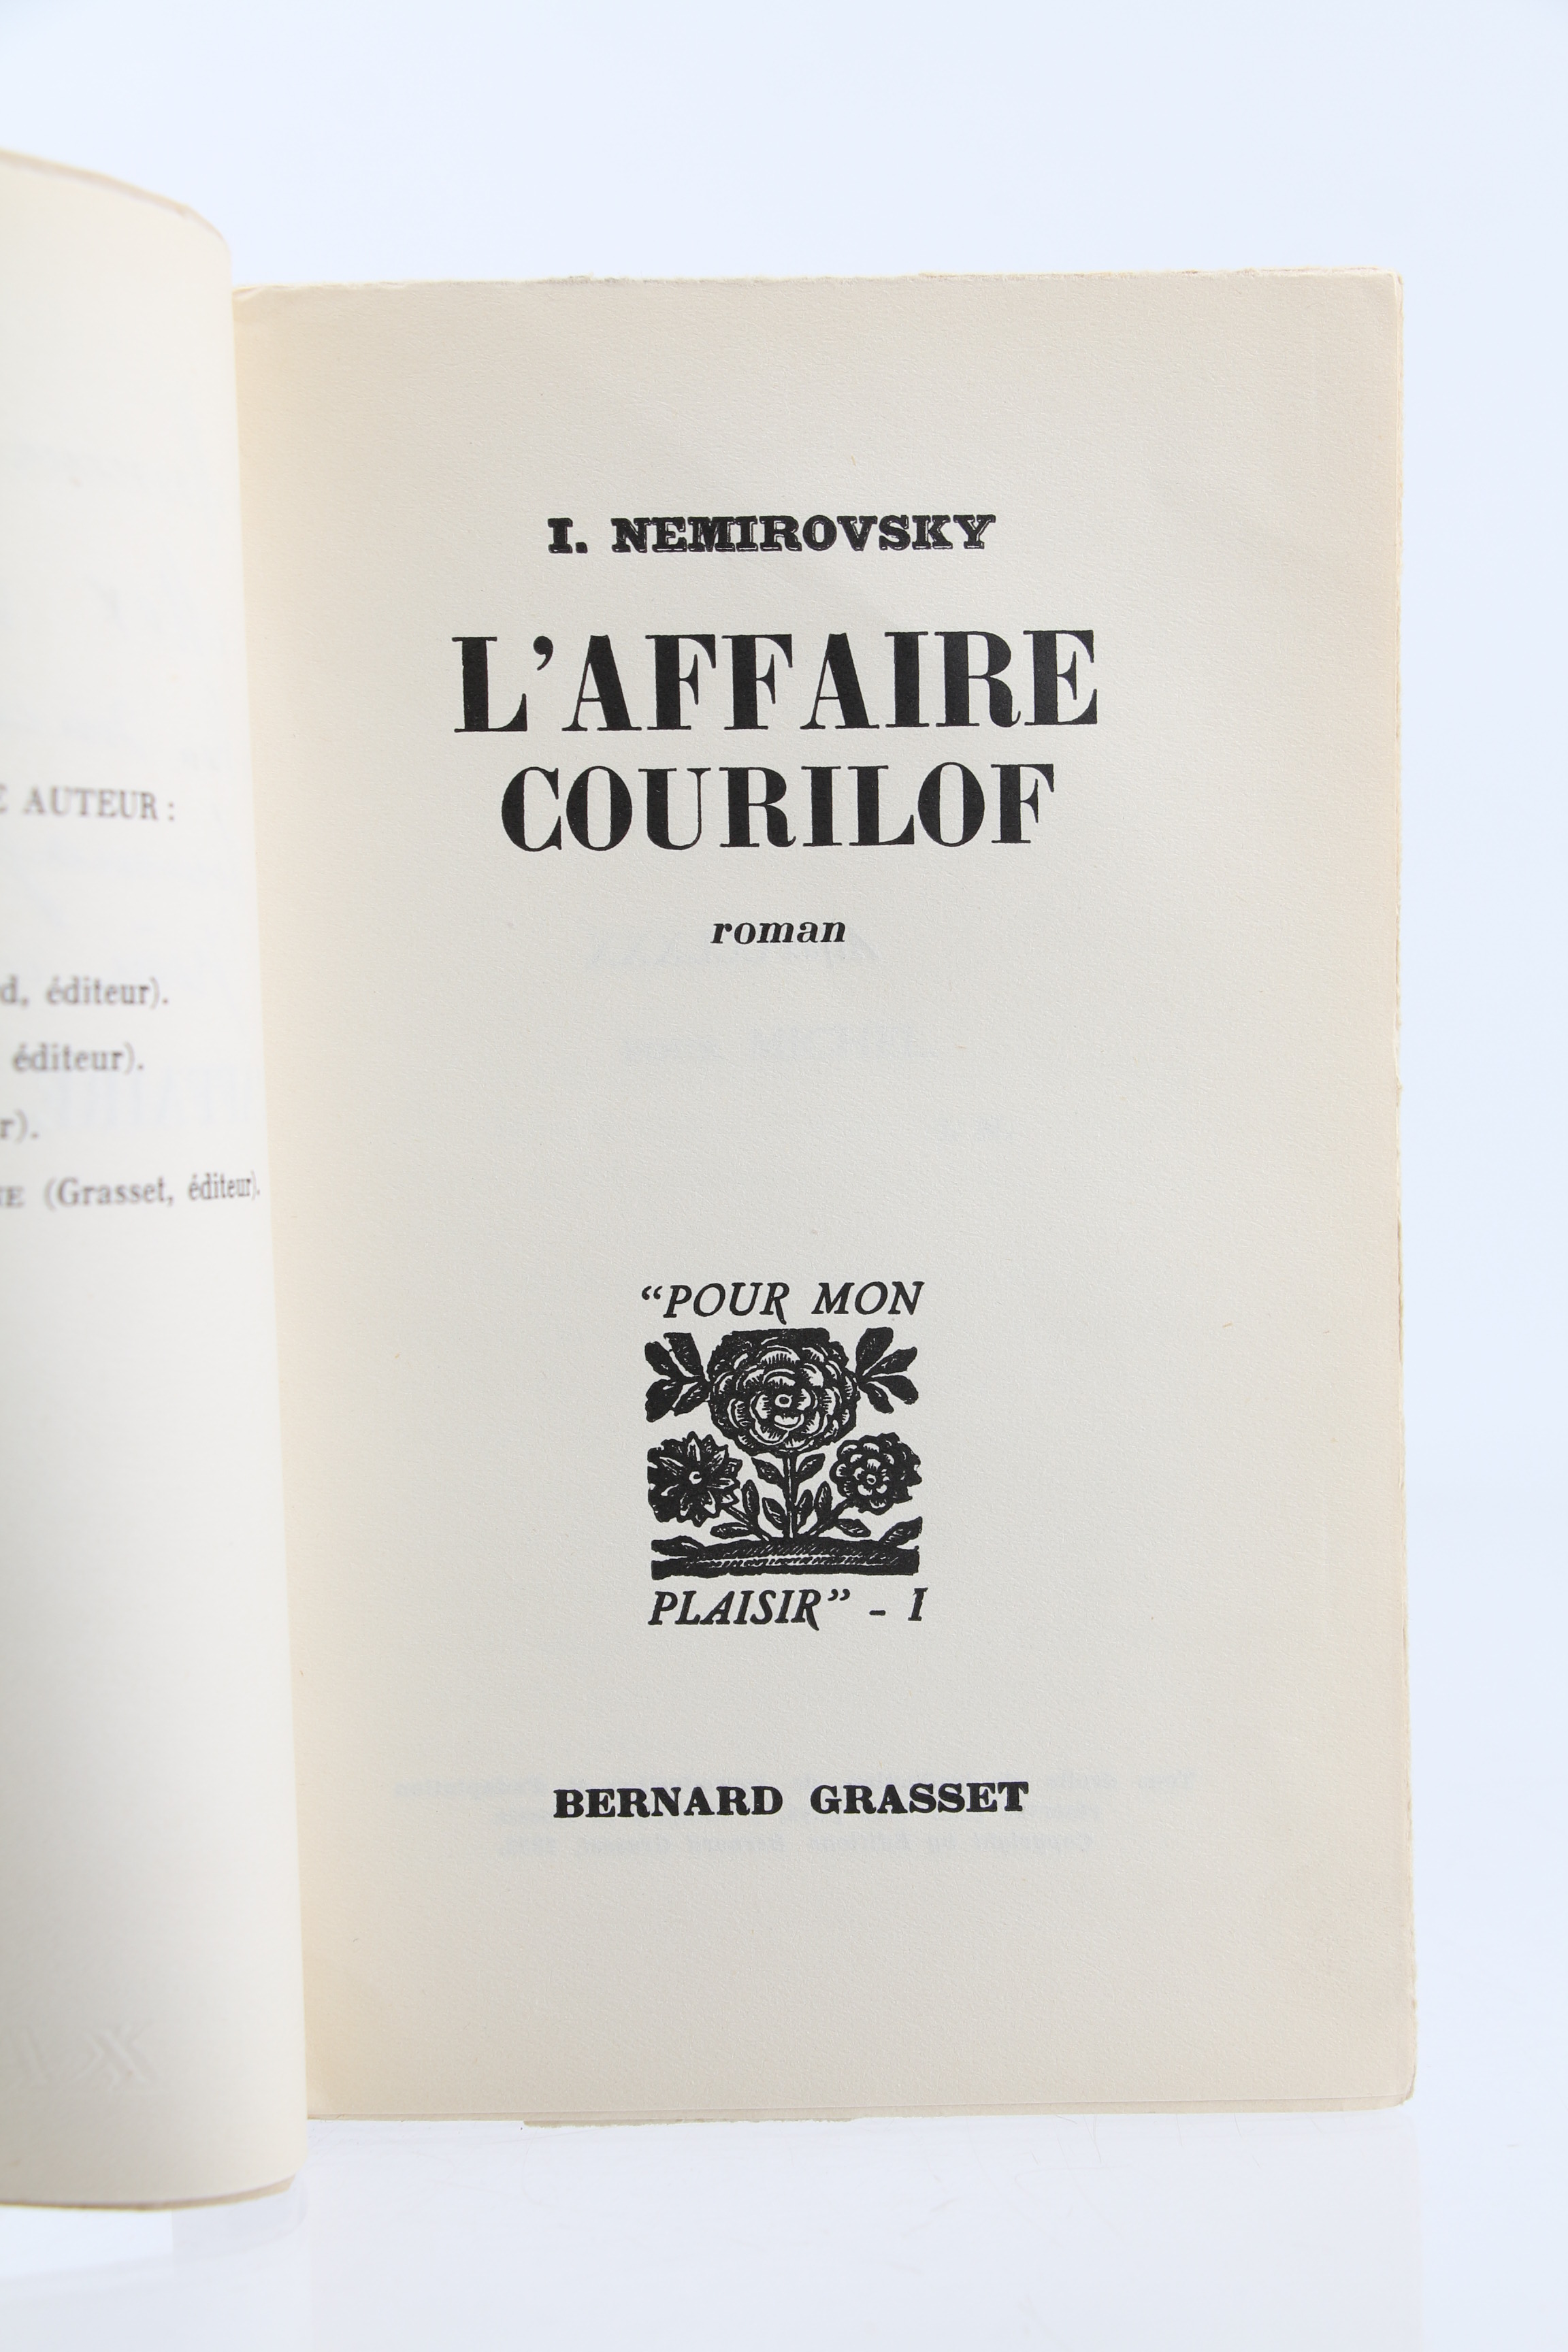 AUTEUR :
éditeur).
éditeur).
(Grasset, éditeur).
I. NEMIROVSKY
L'AFFAIRE
COURILOF
roman
“POUR MON
PLAISIR” - I
BERNARD GRASSET